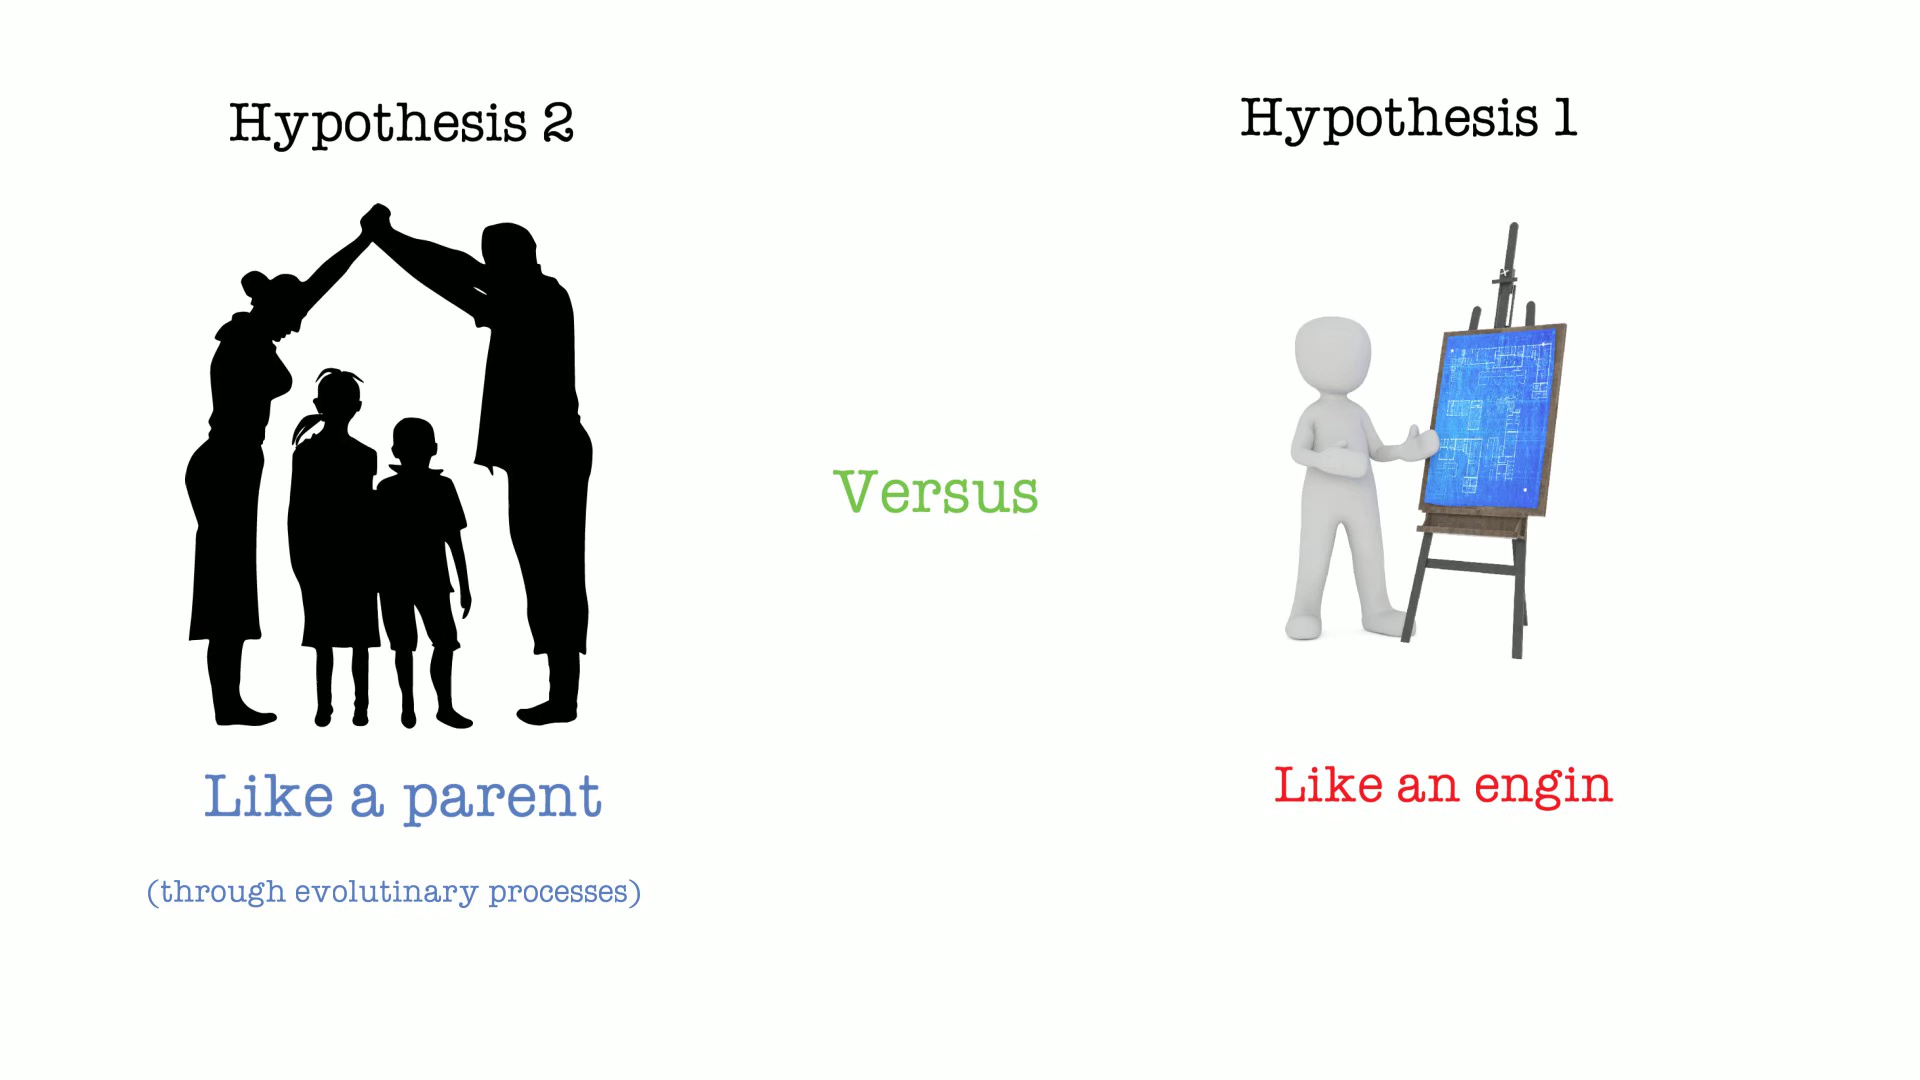 Hypothesis 2
Hypothesis 1
Versus
Like a parent
Like an engin
(through evolutinary processes)